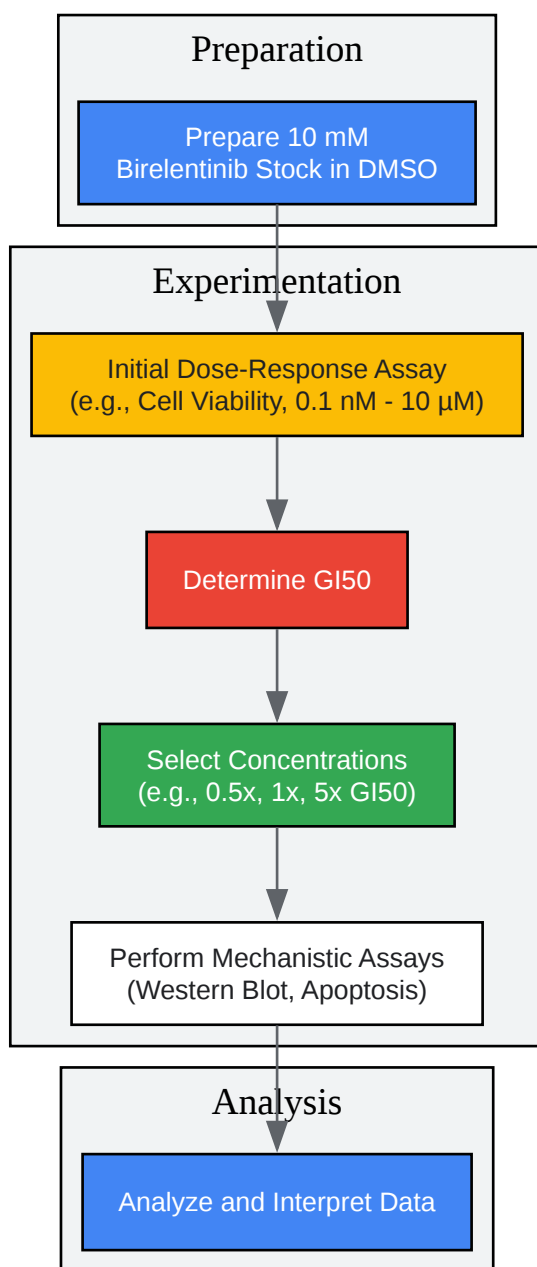 Preparation
Prepare 10 mM
Birelentinib Stock in DMSO
Experimentation
Initial Dose-Response Assay
(e.g., Cell Viability, 0.1 nM - 10 µM)
Determine GI50
Select Concentrations
(e.g., 0.5x, 1x, 5x GI50)
Perform Mechanistic Assays
(Western Blot, Apoptosis)
Analysis
Analyze and Interpret Data